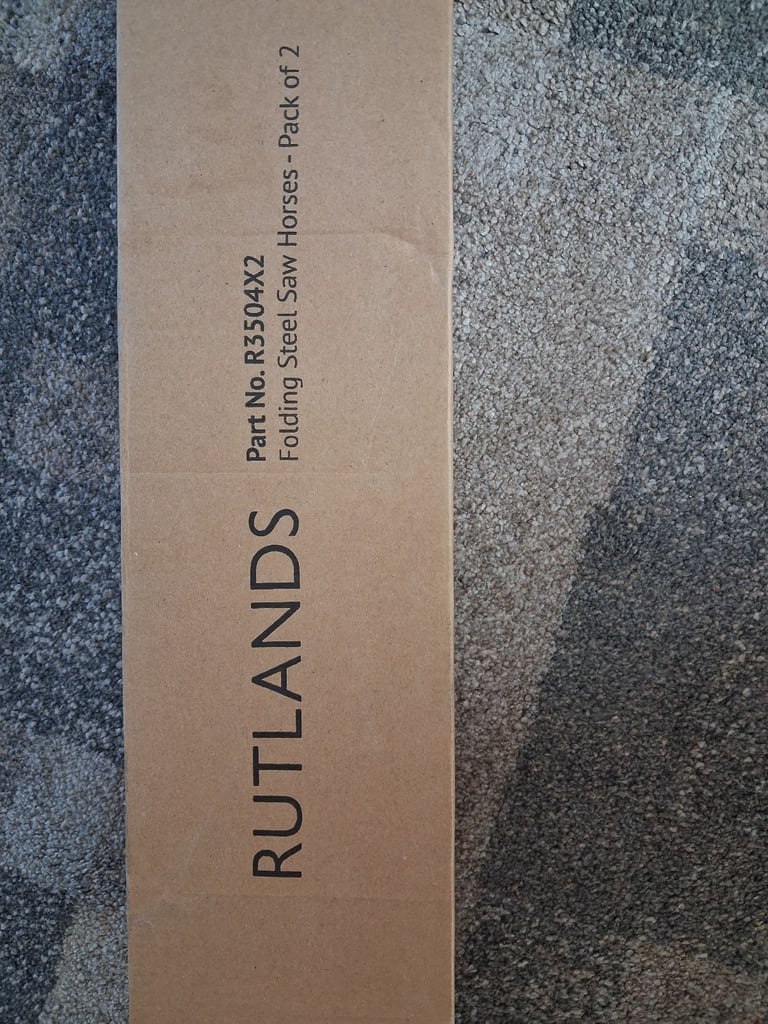 RUTLANDS
Part No. R3504X2
Folding Steel Saw Horses - Pack of 2